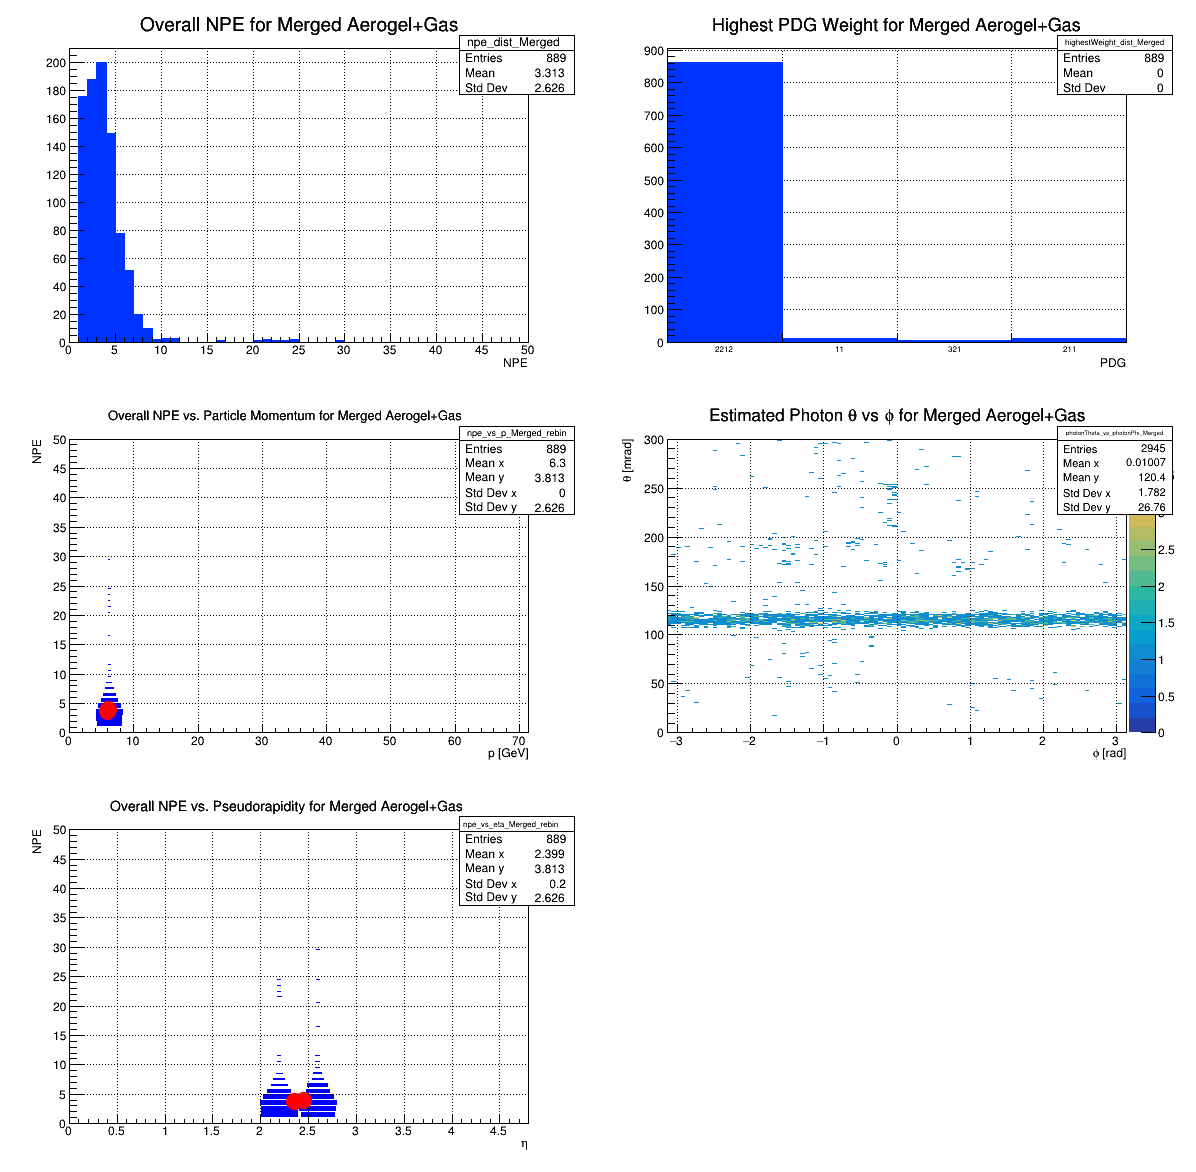 Overall NPE for Merged Aerogel+Gas
npe_dist_Merged
Entries 889
Mean 3.313
Std Dev 2.626
200
180
160
140
120
100
80
60
40
20
0
0 5 10 15 20 25 30 35 40 45 50
NPE
Highest PDG Weight for Merged Aerogel+Gas
highestWeight_dist_Merged
Entries 889
Mean 0
Std Dev 0
900
800
700
600
500
400
300
200
100
0
2212 11 321 211
PDG
Overall NPE vs. Particle Momentum for Merged Aerogel+Gas
npe_vs_p_Merged_rebin
Entries 889
Mean x 6.3
Mean y 3.813
Std Dev x 0
Std Dev y 2.626
NPE
50
45
40
35
30
25
20
15
10
5
0
0 10 20 30 40 50 60 70
p [GeV]
Estimated Photon θ vs ϕ for Merged Aerogel+Gas
photonTheta_vs_photonPhi_Merged
Entries 2945
Mean x 0.01007
Mean y 120.4
Std Dev x 1.782
Std Dev y 26.76
θ [mrad]
300
250
200
150
100
50
0
−3 −2 −1 0 1 2 3
ϕ [rad]
2.5
2
1.5
1
0.5
0
Overall NPE vs. Pseudorapidity for Merged Aerogel+Gas
npe_vs_eta_Merged_rebin
Entries 889
Mean x 2.399
Mean y 3.813
Std Dev x 0.2
Std Dev y 2.626
NPE
50
45
40
35
30
25
20
15
10
5
0
0 0.5 1 1.5 2 2.5 3 3.5 4 4.5
η